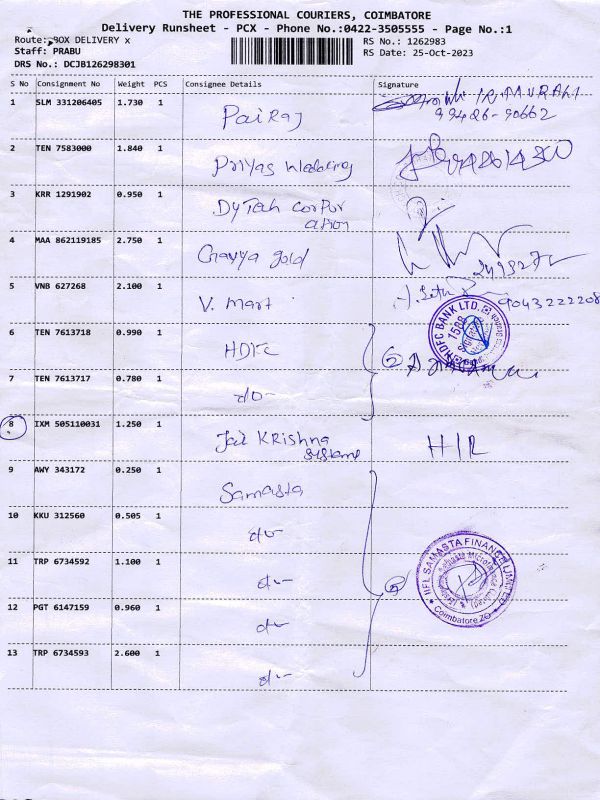 THE PROFESSIONAL COURIERS, COIMBATORE
Delivery Runsheet - PCX - Phone No.:0422-3505555 - Page No.:1
Route: BOX DELIVERY x
Staff: PRABU
DRS No.: DCJB126298301
RS No.: 1262983
RS Date: 25-Oct-2023
S No Consignment No Weight PCS Consignee Details Signature
1 SLM 331206405 1.730 1 Pairaj
99426-90662
2 TEN 7583000 1.840 1 Priyas Wedding
3 KRR 1291902 0.950 1 DyTech corpor
ation
4 MAA 862119185 2.750 1 Chayya gold
5 VNB 627268 2.100 1 V. Mart 9043222208
HDFC BANK LTD.
1588
6 TEN 7613718 0.990 1 HDFC
7 TEN 7613717 0.780 1 do-
8 IXM 505110031 1.250 1 Jai Krishna
systems
H/R
9 AWY 343172 0.250 1 Samasta
10 KKU 312560 0.505 1 do-
11 TRP 6734592 1.100 1 do-
IIFL SAMASTA FINANCE LIMITED
Coimbatore ZO
12 PGT 6147159 0.960 1 do-
13 TRP 6734593 2.600 1 do-